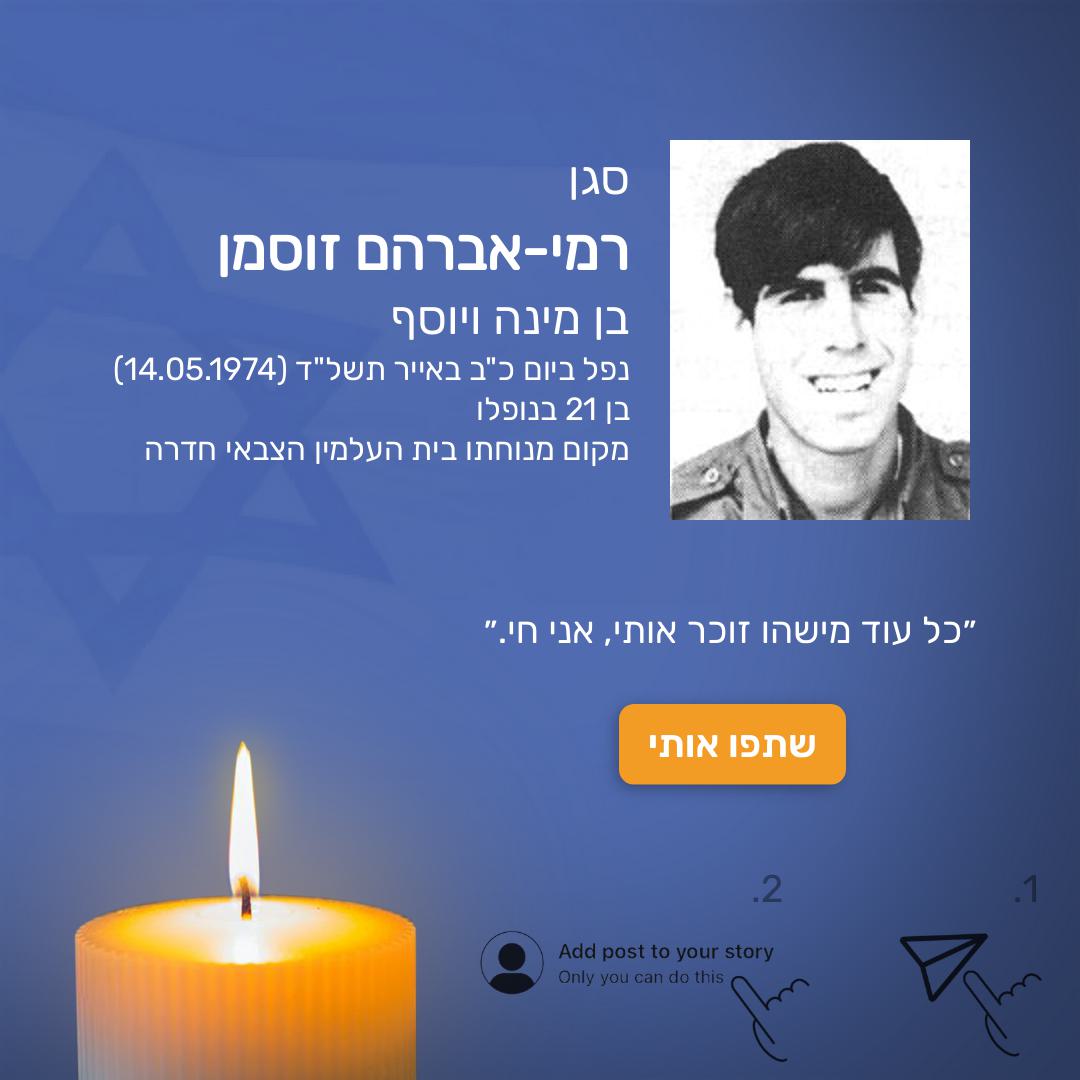 סגן
רמי-אברהם זוסמן
בן מינה ויוסף
נפל ביום כ"ב באייר תשל"ד (14.05.1974)
בן 21 בנופלו
מקום מנוחתו בית העלמין הצבאי חדרה
״כל עוד מישהו זוכר אותי, אני חי.״
שתפו אותי
1.
2.
Add post to your story
Only you can do this